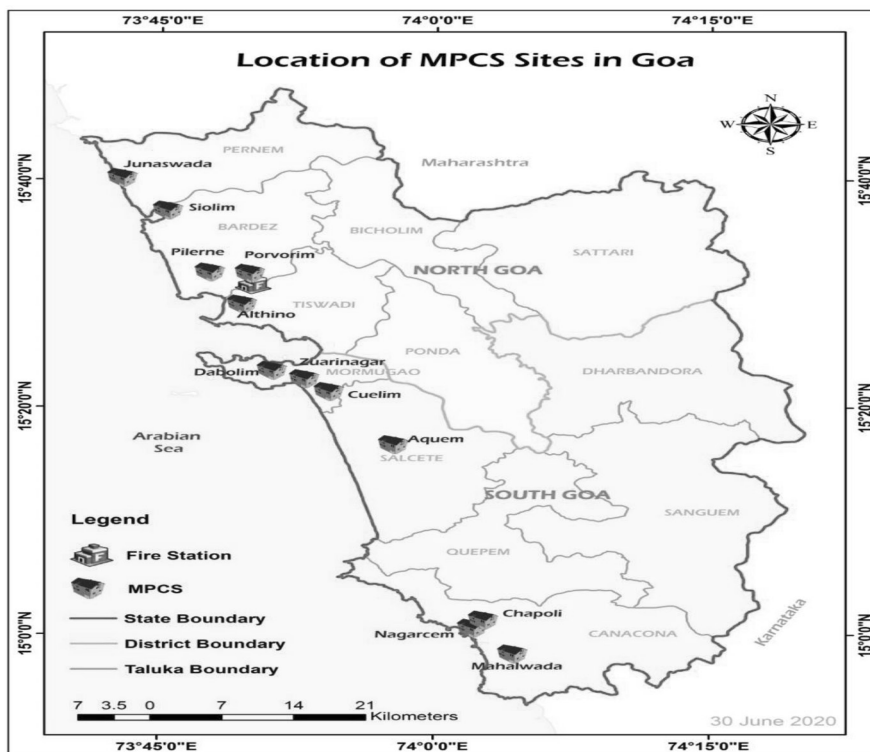 73°45'0"E 74°0'0"E 74°15'0"E
Location of MPCS Sites in Goa
N
W E
S
PERNEM
Maharashtra
Junaswada
15°40'0"N 15°40'0"N
Siolim
BARDEZ
BICHOLIM
SATTARI
Pilerne Porvorim
NORTH GOA
F
TISWADI
Althino
PONDA
Zuarinagar
Dabolim MORMUGAO
DHARBANDORA
Cuelim
15°20'0"N 15°20'0"N
Arabian
Sea
Aquem
SALCETE
SOUTH GOA
SANGUEM
Legend
Fire Station
MPCS
State Boundary
District Boundary
Taluka Boundary
QUEPEM
Chapoli
Nagarcem
CANACONA
Mahalwada
Karnataka
15°0'0"N 15°0'0"N
7 3.5 0 7 14 21
Kilometers
30 June 2020
73°45'0"E 74°0'0"E 74°15'0"E